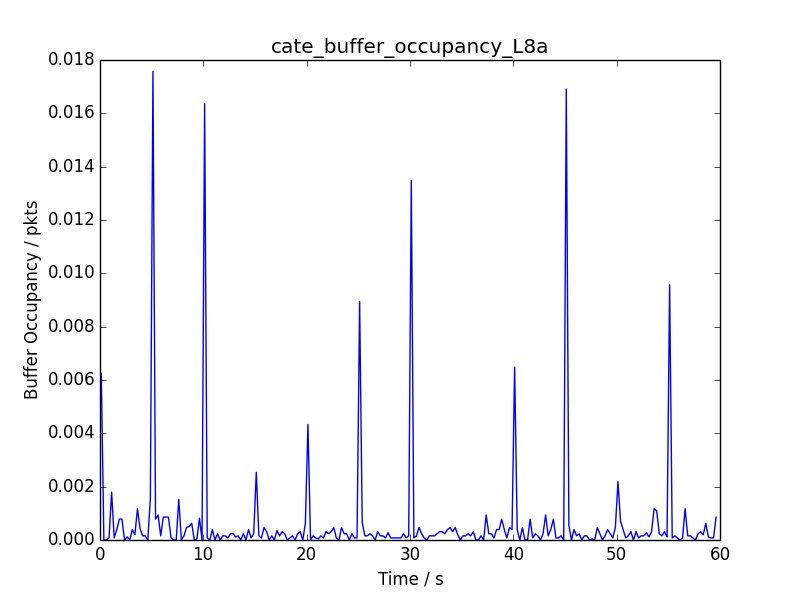 cate_buffer_occupancy_L8a
0.018
0.016
0.014
0.012
0.010
0.008
0.006
0.004
0.002
0.000
Buffer Occupancy / pkts
0 10 20 30 40 50 60
Time / s